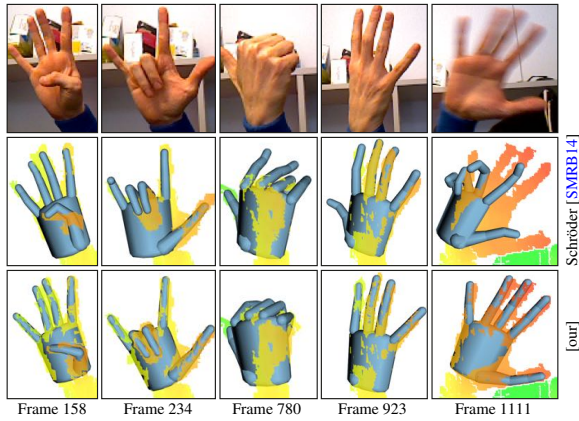 Schröder [SMRB14]
[our]
Frame 158
Frame 234
Frame 780
Frame 923
Frame 1111